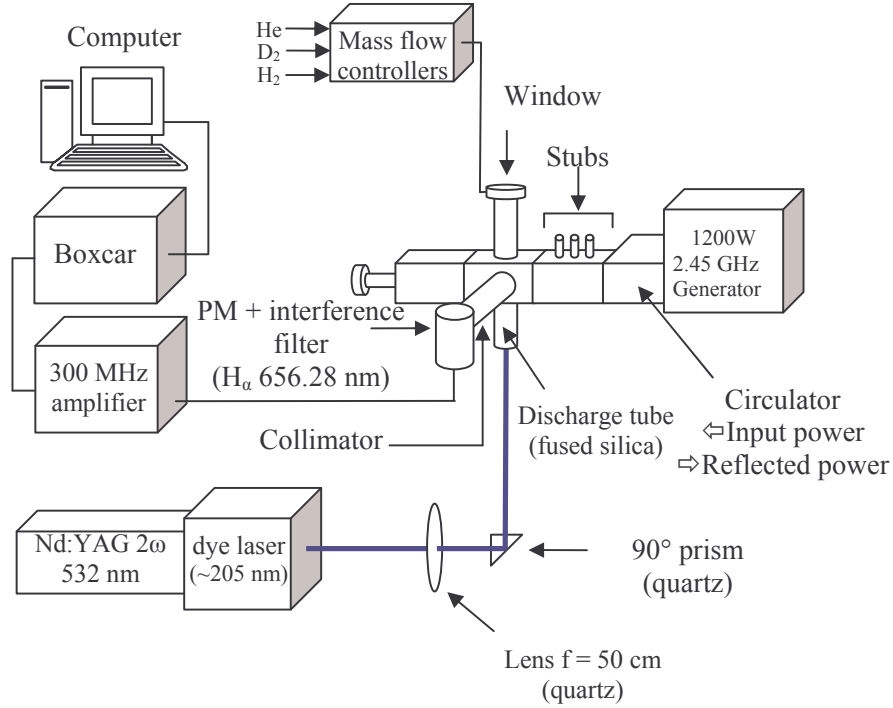 Computer
He
D₂
H₂
Mass flow
controllers
Window
Stubs
Boxcar
1200W
2.45 GHz
Generator
PM + interference
filter
(Hα 656.28 nm)
300 MHz
amplifier
Collimator
Discharge tube
(fused silica)
Circulator
⇦Input power
⇨Reflected power
Nd:YAG 2ω
532 nm
dye laser
(~205 nm)
90° prism
(quartz)
Lens f = 50 cm
(quartz)